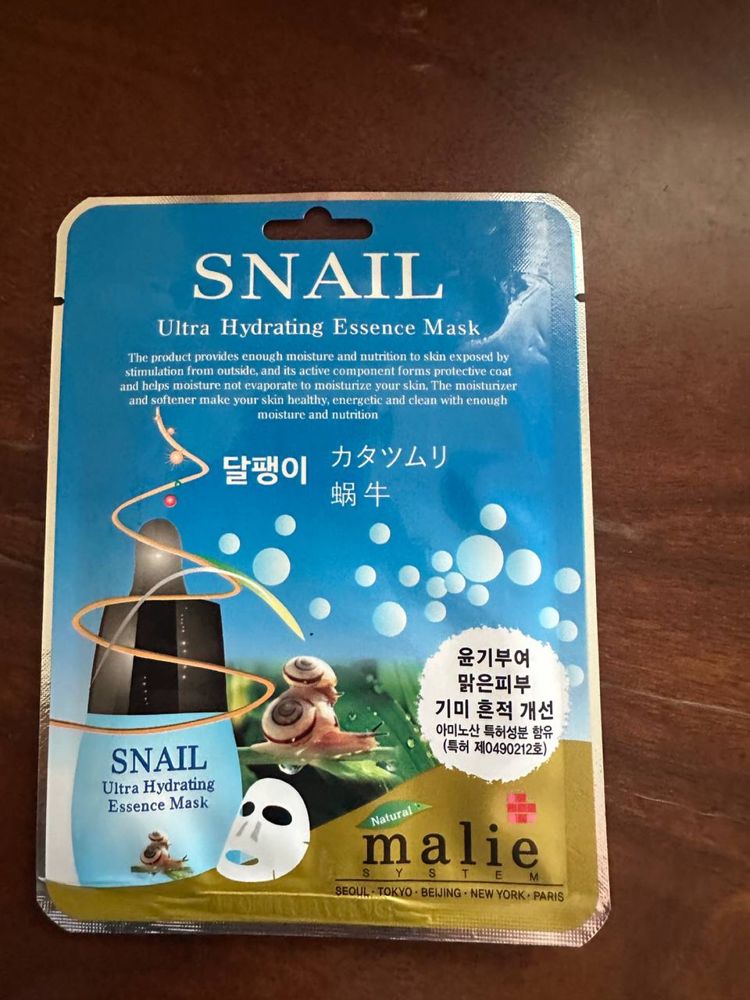 SNAIL
Ultra Hydrating Essence Mask
The product provides enough moisture and nutrition to skin exposed by
stimulation from outside, and its active component forms protective coat
and helps moisture not evaporate to moisturize your skin. The moisturizer
and softener make your skin healthy, energetic and clean with enough
moisture and nutrition
달팽이
カタツムリ
蝸牛
윤기부여
맑은피부
기미 흔적 개선
아미노산 특허성분 함유
(특허 제0490212호)
SNAIL
Ultra Hydrating
Essence Mask
Natural
malie
SYSTEM
SEOUL · TOKYO · BEIJING · NEW YORK · PARIS